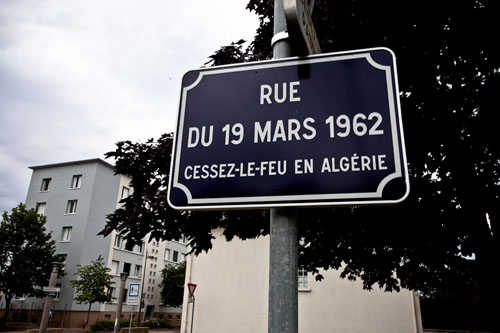 RUE
DU 19 MARS 1962
CESSEZ-LE-FEU EN ALGÉRIE